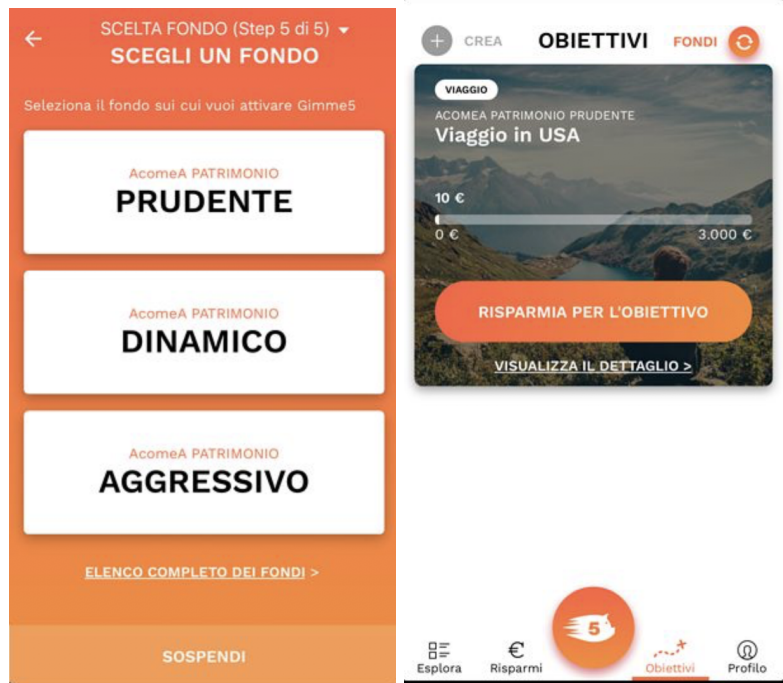 SCELTA FONDO (Step 5 di 5)
SCEGLI UN FONDO
Seleziona il fondo sui cui vuoi attivare Gimme5
AcomeA PATRIMONIO
PRUDENTE
AcomeA PATRIMONIO
DINAMICO
AcomeA PATRIMONIO
AGGRESSIVO
ELENCO COMPLETO DEI FONDI >
SOSPENDI
+ CREA
OBIETTIVI
FONDI
VIAGGIO
ACOMEA PATRIMONIO PRUDENTE
Viaggio in USA
10 €
0 €
3.000 €
RISPARMIA PER L'OBIETTIVO
VISUALIZZA IL DETTAGLIO >
5
€
Esplora
Risparmi
Obiettivi
Profilo